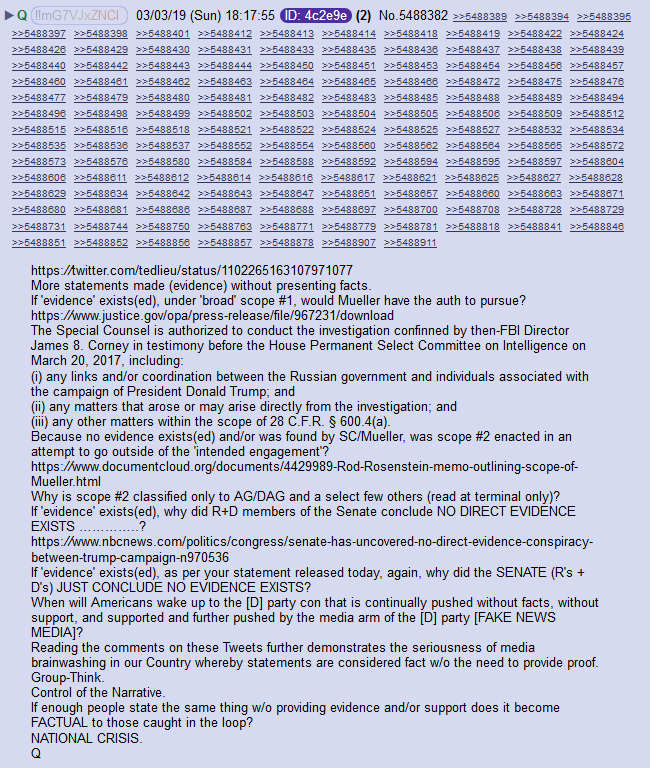 Q !!mG7VJxZNCI 03/03/19 (Sun) 18:17:55 ID: 4c2e9e (2) No.5488382 >>5488389 >>5488394 >>5488395
>>5488397 >>5488398 >>5488401 >>5488412 >>5488413 >>5488414 >>5488418 >>5488419 >>5488422 >>5488424
>>5488426 >>5488429 >>5488430 >>5488431 >>5488433 >>5488435 >>5488436 >>5488437 >>5488438 >>5488439
>>5488440 >>5488442 >>5488443 >>5488444 >>5488450 >>5488451 >>5488453 >>5488454 >>5488456 >>5488457
>>5488460 >>5488461 >>5488462 >>5488463 >>5488464 >>5488465 >>5488466 >>5488472 >>5488475 >>5488476
>>5488477 >>5488479 >>5488480 >>5488481 >>5488482 >>5488483 >>5488485 >>5488488 >>5488489 >>5488494
>>5488496 >>5488498 >>5488499 >>5488502 >>5488503 >>5488504 >>5488505 >>5488506 >>5488509 >>5488512
>>5488515 >>5488516 >>5488518 >>5488521 >>5488522 >>5488524 >>5488525 >>5488527 >>5488532 >>5488534
>>5488535 >>5488536 >>5488537 >>5488552 >>5488554 >>5488560 >>5488562 >>5488564 >>5488565 >>5488572
>>5488573 >>5488576 >>5488580 >>5488584 >>5488588 >>5488592 >>5488594 >>5488595 >>5488597 >>5488604
>>5488606 >>5488611 >>5488612 >>5488614 >>5488616 >>5488617 >>5488621 >>5488625 >>5488627 >>5488628
>>5488629 >>5488634 >>5488642 >>5488643 >>5488647 >>5488651 >>5488657 >>5488660 >>5488663 >>5488671
>>5488680 >>5488681 >>5488686 >>5488687 >>5488688 >>5488697 >>5488700 >>5488708 >>5488728 >>5488729
>>5488731 >>5488744 >>5488750 >>5488763 >>5488771 >>5488779 >>5488781 >>5488818 >>5488841 >>5488846
>>5488851 >>5488852 >>5488856 >>5488857 >>5488878 >>5488907 >>5488911
https://twitter.com/tedlieu/status/1102265163107971077
More statements made (evidence) without presenting facts.
If 'evidence' exists(ed), under 'broad' scope #1, would Mueller have the auth to pursue?
https://www.justice.gov/opa/press-release/file/967231/download
The Special Counsel is authorized to conduct the investigation confinned by then-FBI Director
James 8. Corney in testimony before the House Permanent Select Committee on Intelligence on
March 20, 2017, including:
(i) any links and/or coordination between the Russian government and individuals associated with
the campaign of President Donald Trump; and
(ii) any matters that arose or may arise directly from the investigation; and
(iii) any other matters within the scope of 28 C.F.R. § 600.4(a).
Because no evidence exists(ed) and/or was found by SC/Mueller, was scope #2 enacted in an
attempt to go outside of the 'intended engagement'?
https://www.documentcloud.org/documents/4429989-Rod-Rosenstein-memo-outlining-scope-of-
Mueller.html
Why is scope #2 classified only to AG/DAG and a select few others (read at terminal only)?
If 'evidence' exists(ed), why did R+D members of the Senate conclude NO DIRECT EVIDENCE
EXISTS …………..?
https://www.nbcnews.com/politics/congress/senate-has-uncovered-no-direct-evidence-conspiracy-
between-trump-campaign-n970536
If 'evidence' exists(ed), as per your statement released today, again, why did the SENATE (R's +
D's) JUST CONCLUDE NO EVIDENCE EXISTS?
When will Americans wake up to the [D] party con that is continually pushed without facts, without
support, and supported and further pushed by the media arm of the [D] party [FAKE NEWS
MEDIA]?
Reading the comments on these Tweets further demonstrates the seriousness of media
brainwashing in our Country whereby statements are considered fact w/o the need to provide proof.
Group-Think.
Control of the Narrative.
If enough people state the same thing w/o providing evidence and/or support does it become
FACTUAL to those caught in the loop?
NATIONAL CRISIS.
Q